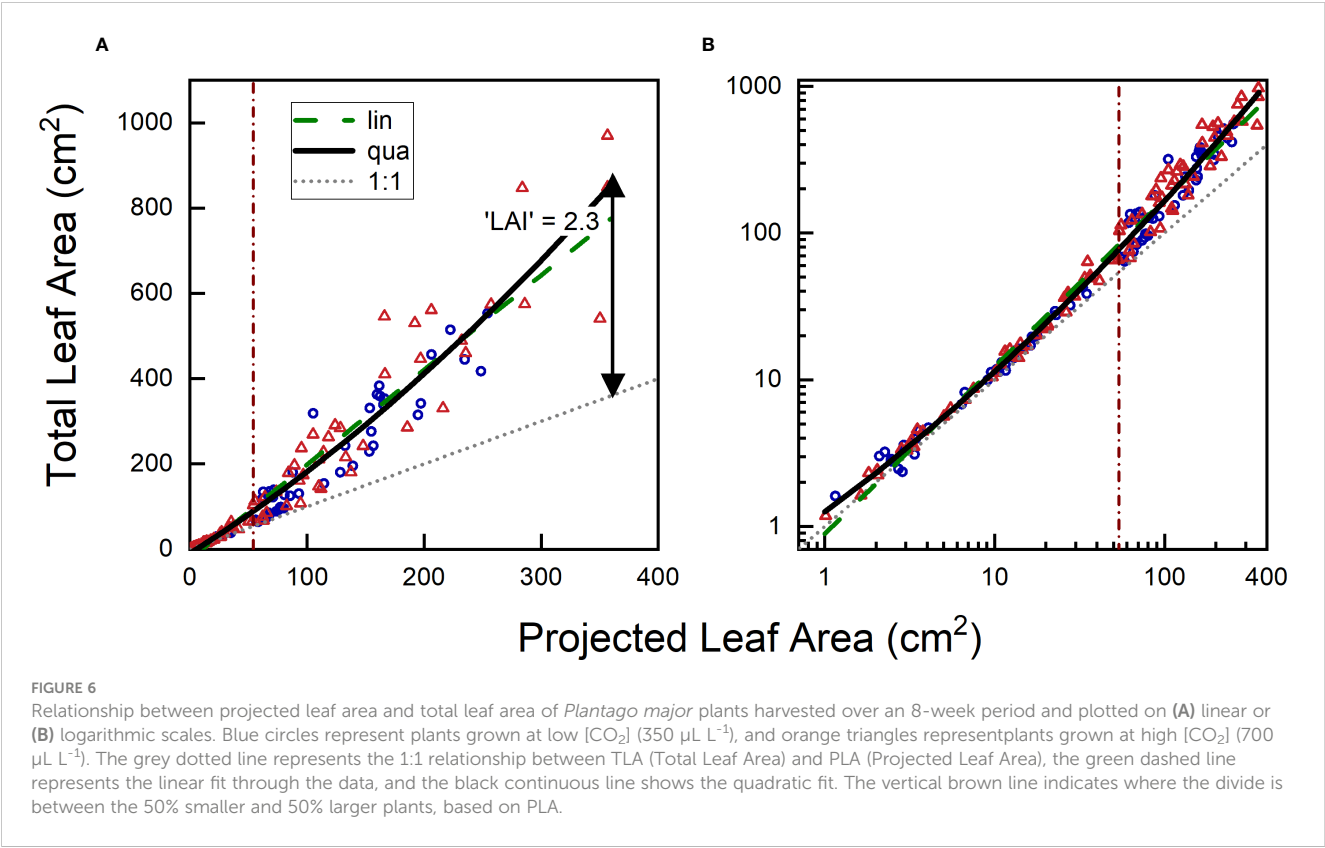 A
B
Total Leaf Area (cm²)
1000
800
600
400
200
0
lin
qua
1:1
'LAI' = 2.3
0 100 200 300 400
1000
100
10
1
1 10 100 400
Projected Leaf Area (cm²)
FIGURE 6
Relationship between projected leaf area and total leaf area of Plantago major plants harvested over an 8-week period and plotted on (A) linear or
(B) logarithmic scales. Blue circles represent plants grown at low [CO₂] (350 µL L⁻¹), and orange triangles representplants grown at high [CO₂] (700
µL L⁻¹). The grey dotted line represents the 1:1 relationship between TLA (Total Leaf Area) and PLA (Projected Leaf Area), the green dashed line
represents the linear fit through the data, and the black continuous line shows the quadratic fit. The vertical brown line indicates where the divide is
between the 50% smaller and 50% larger plants, based on PLA.